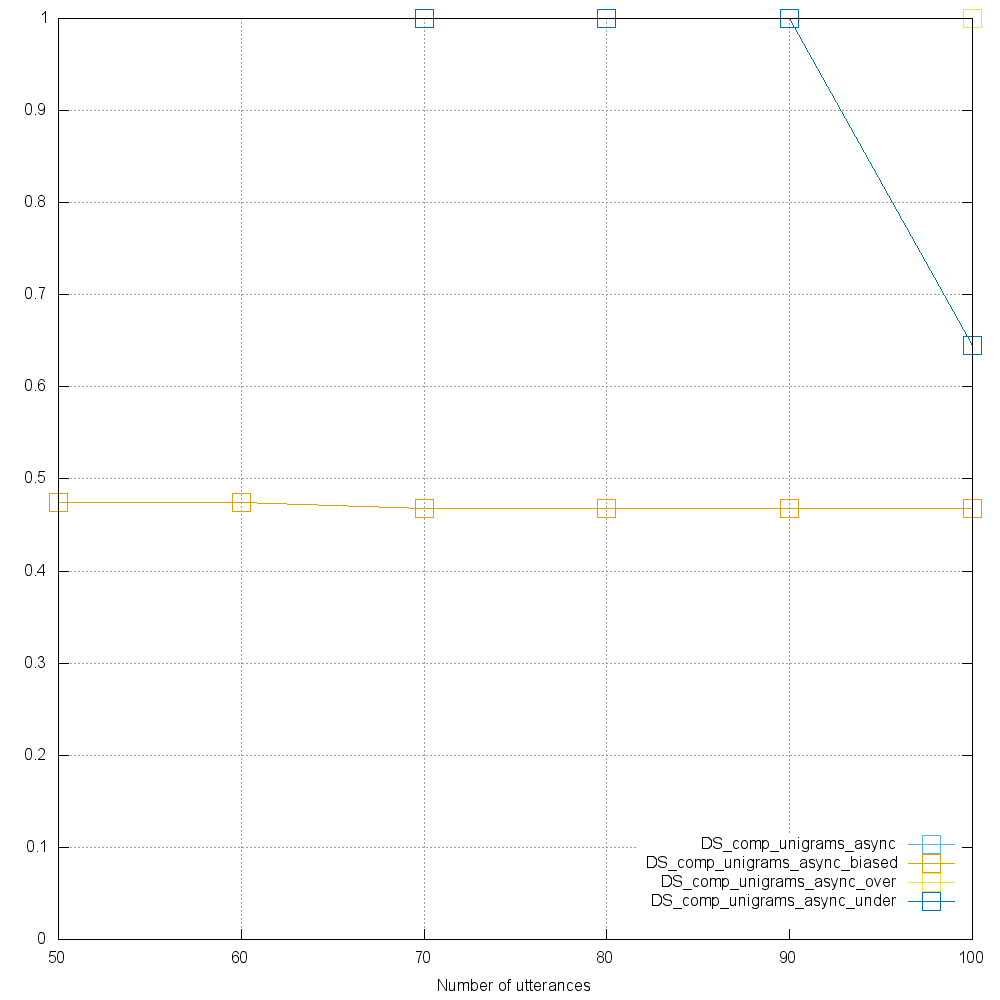 1
0.9
0.8
0.7
0.6
0.5
0.4
0.3
0.2
0.1
0
50 60 70 80 90 100
Number of utterances
DS_comp_unigrams_async
DS_comp_unigrams_async_biased
DS_comp_unigrams_async_over
DS_comp_unigrams_async_under